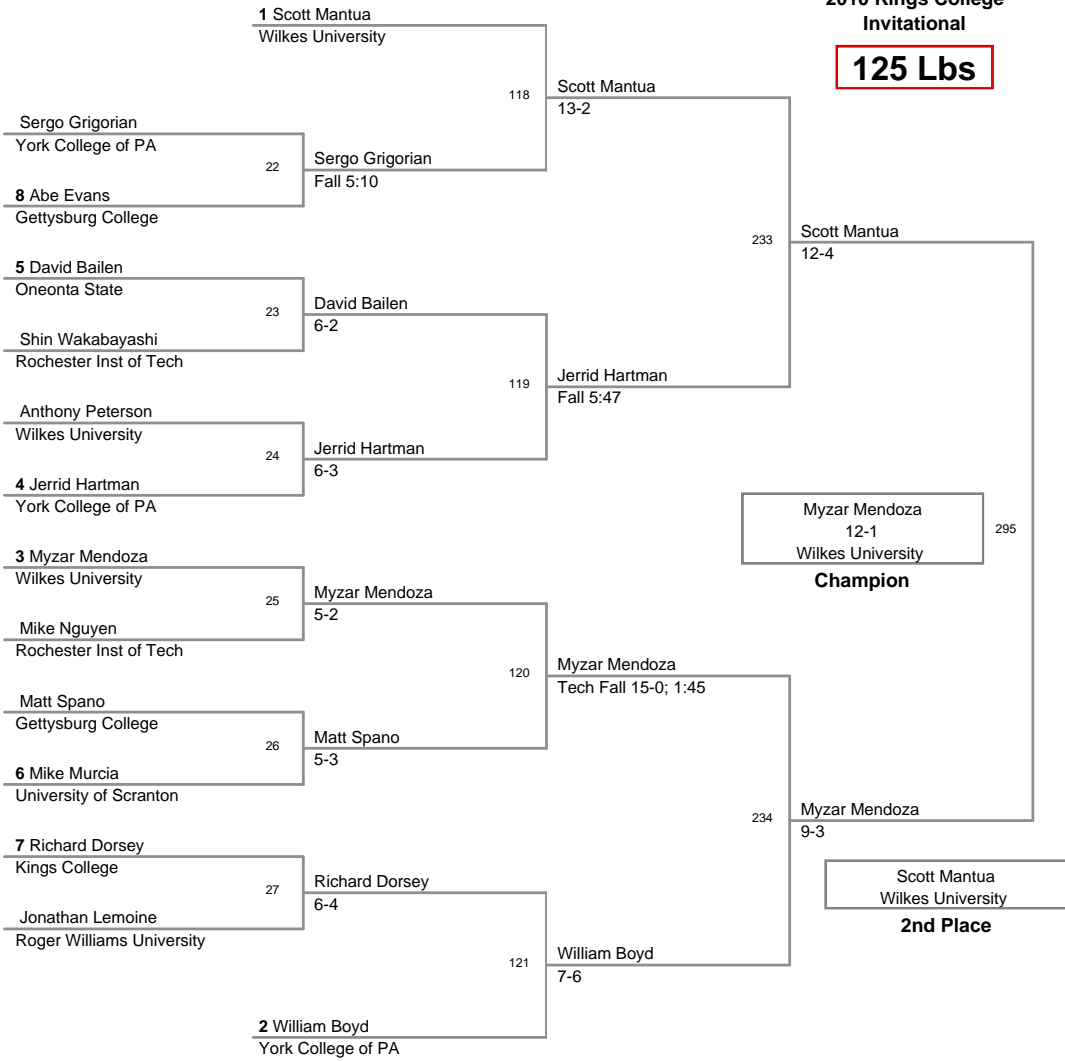 2010 Kings College
Invitational
125 Lbs
1 Scott Mantua
Wilkes University
118
Scott Mantua
13-2
Sergo Grigorian
York College of PA
22
Sergo Grigorian
Fall 5:10
8 Abe Evans
Gettysburg College
233
Scott Mantua
12-4
5 David Bailen
Oneonta State
23
David Bailen
6-2
Shin Wakabayashi
Rochester Inst of Tech
119
Jerrid Hartman
Fall 5:47
Anthony Peterson
Wilkes University
24
Jerrid Hartman
6-3
4 Jerrid Hartman
York College of PA
Myzar Mendoza
12-1
Wilkes University
295
Champion
3 Myzar Mendoza
Wilkes University
25
Myzar Mendoza
5-2
Mike Nguyen
Rochester Inst of Tech
120
Myzar Mendoza
Tech Fall 15-0; 1:45
Matt Spano
Gettysburg College
26
Matt Spano
5-3
6 Mike Murcia
University of Scranton
234
Myzar Mendoza
9-3
7 Richard Dorsey
Kings College
27
Richard Dorsey
6-4
Jonathan Lemoine
Roger Williams University
Scott Mantua
Wilkes University
2nd Place
121
William Boyd
7-6
2 William Boyd
York College of PA